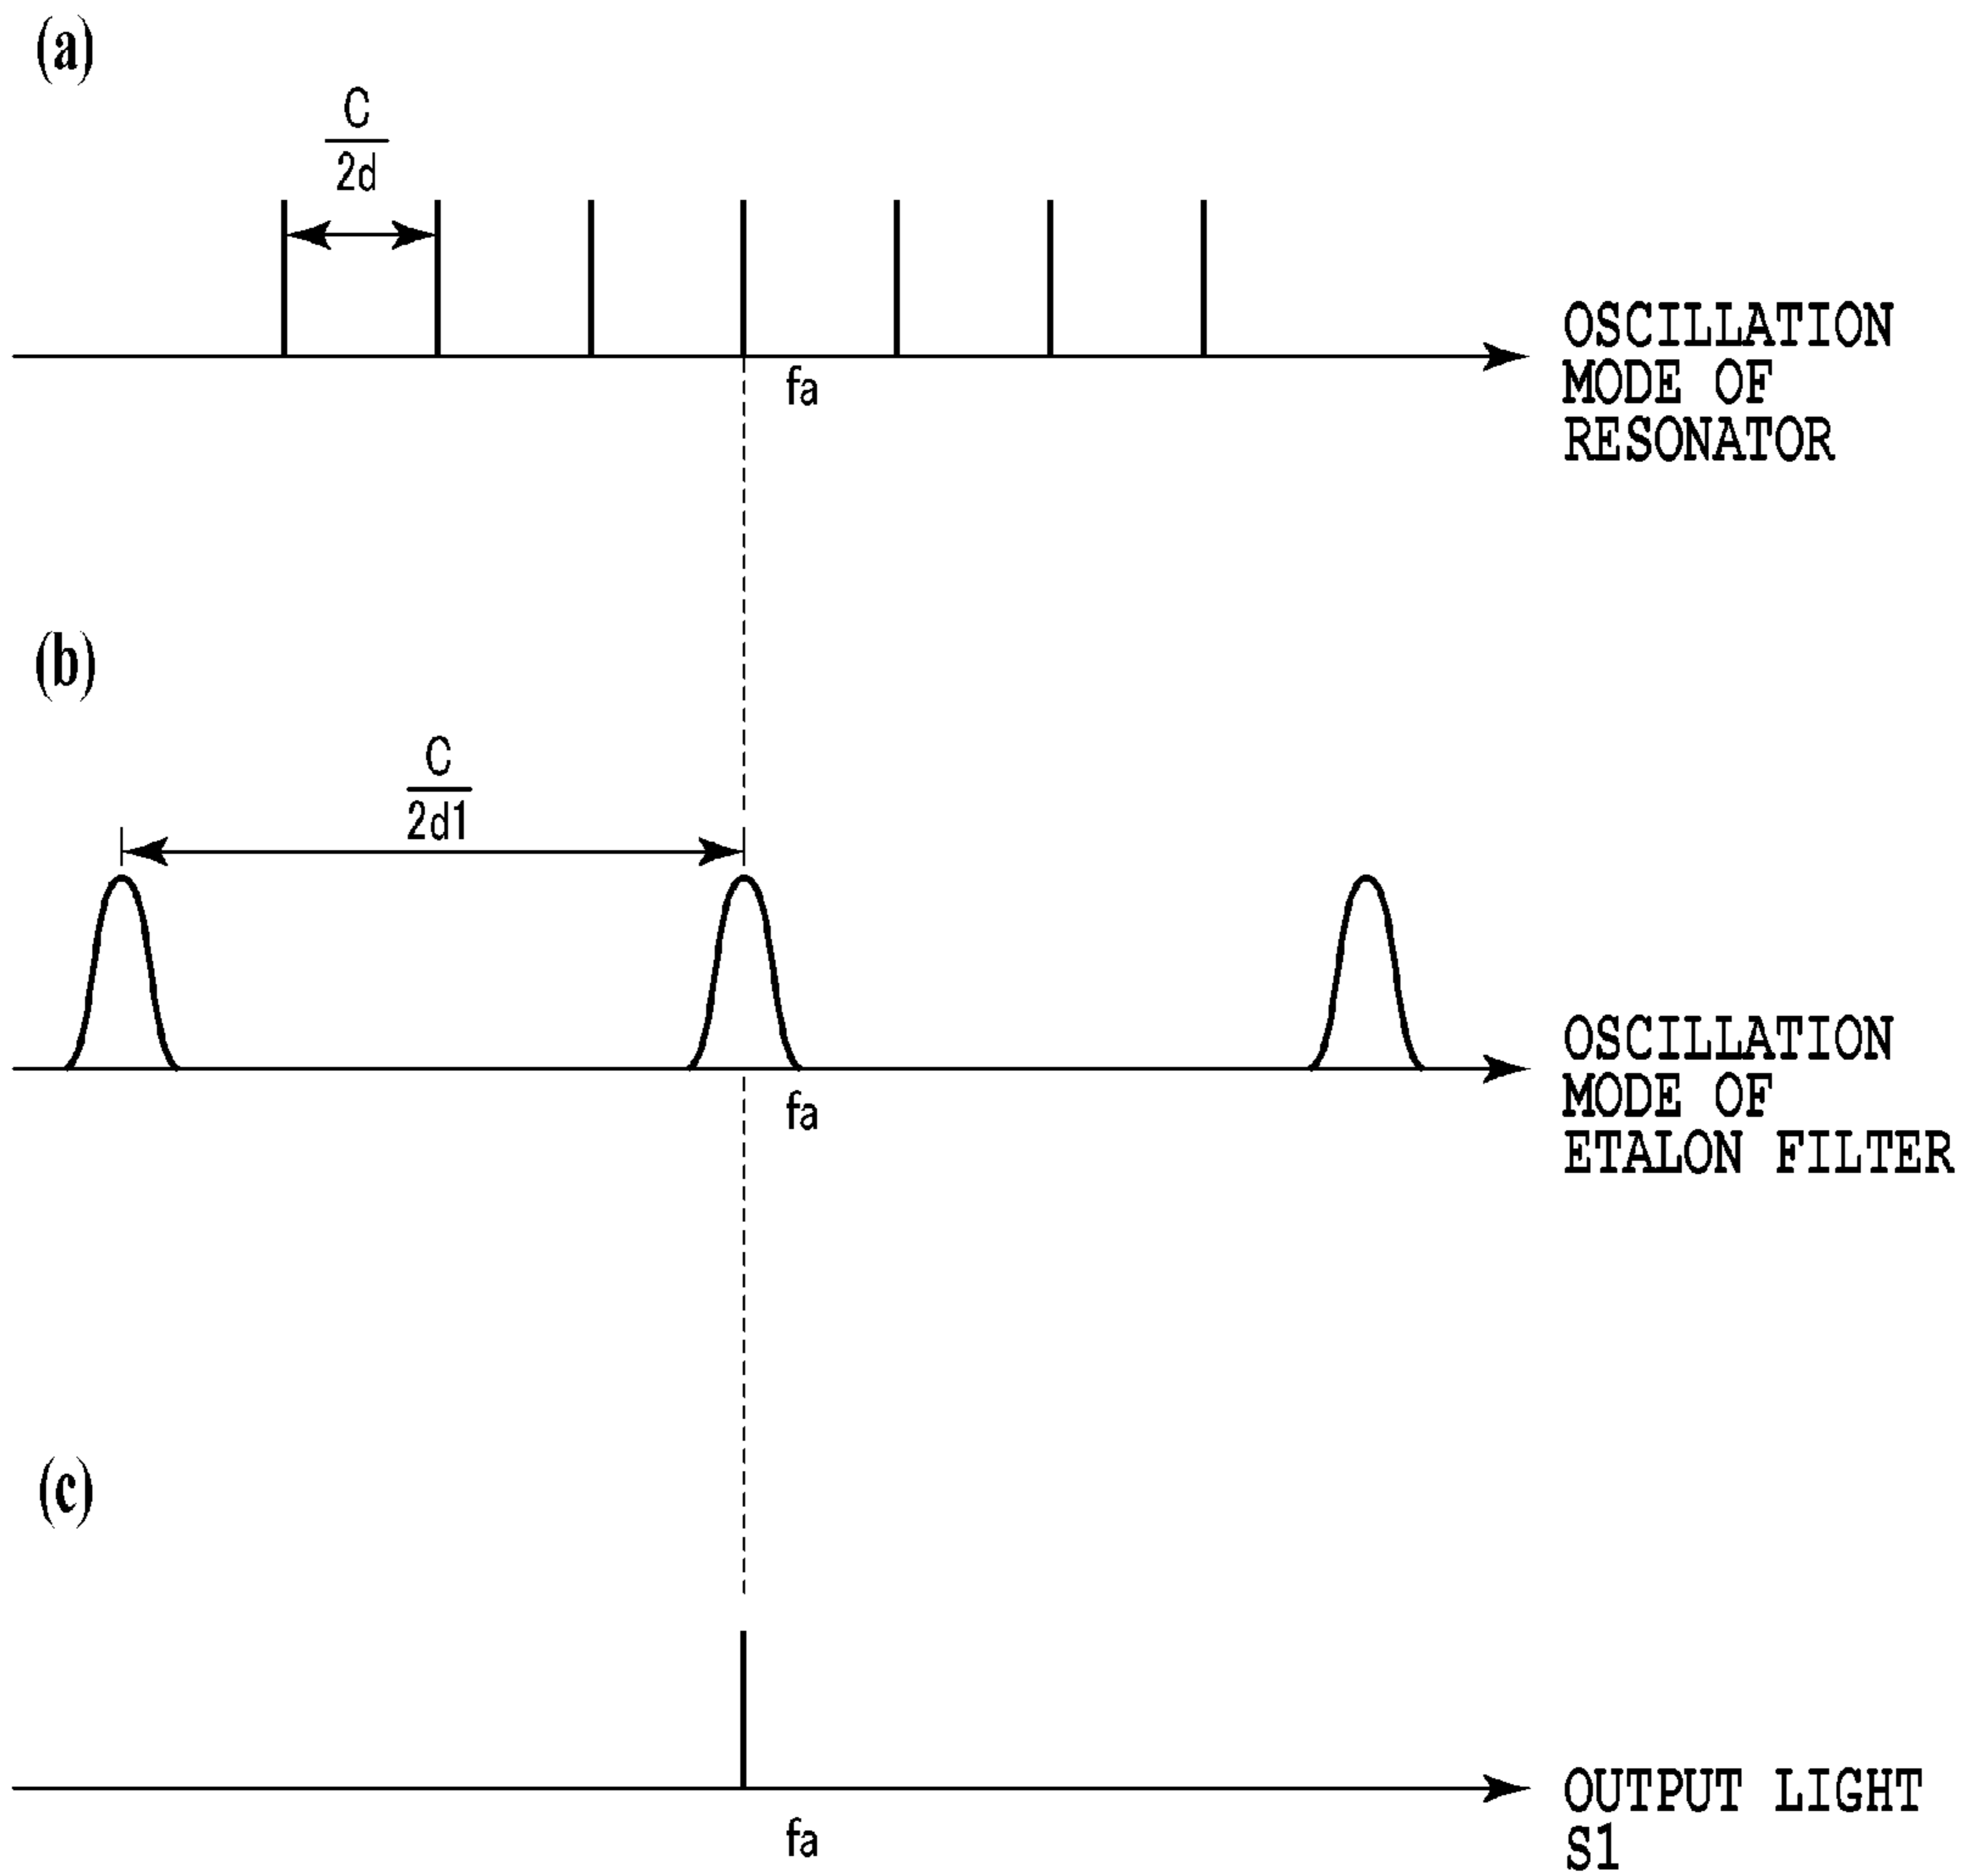 (a)
C
2d
fa
OSCILLATION
MODE OF
RESONATOR
(b)
C
2d1
fa
OSCILLATION
MODE OF
ETALON FILTER
(c)
fa
OUTPUT LIGHT
S1